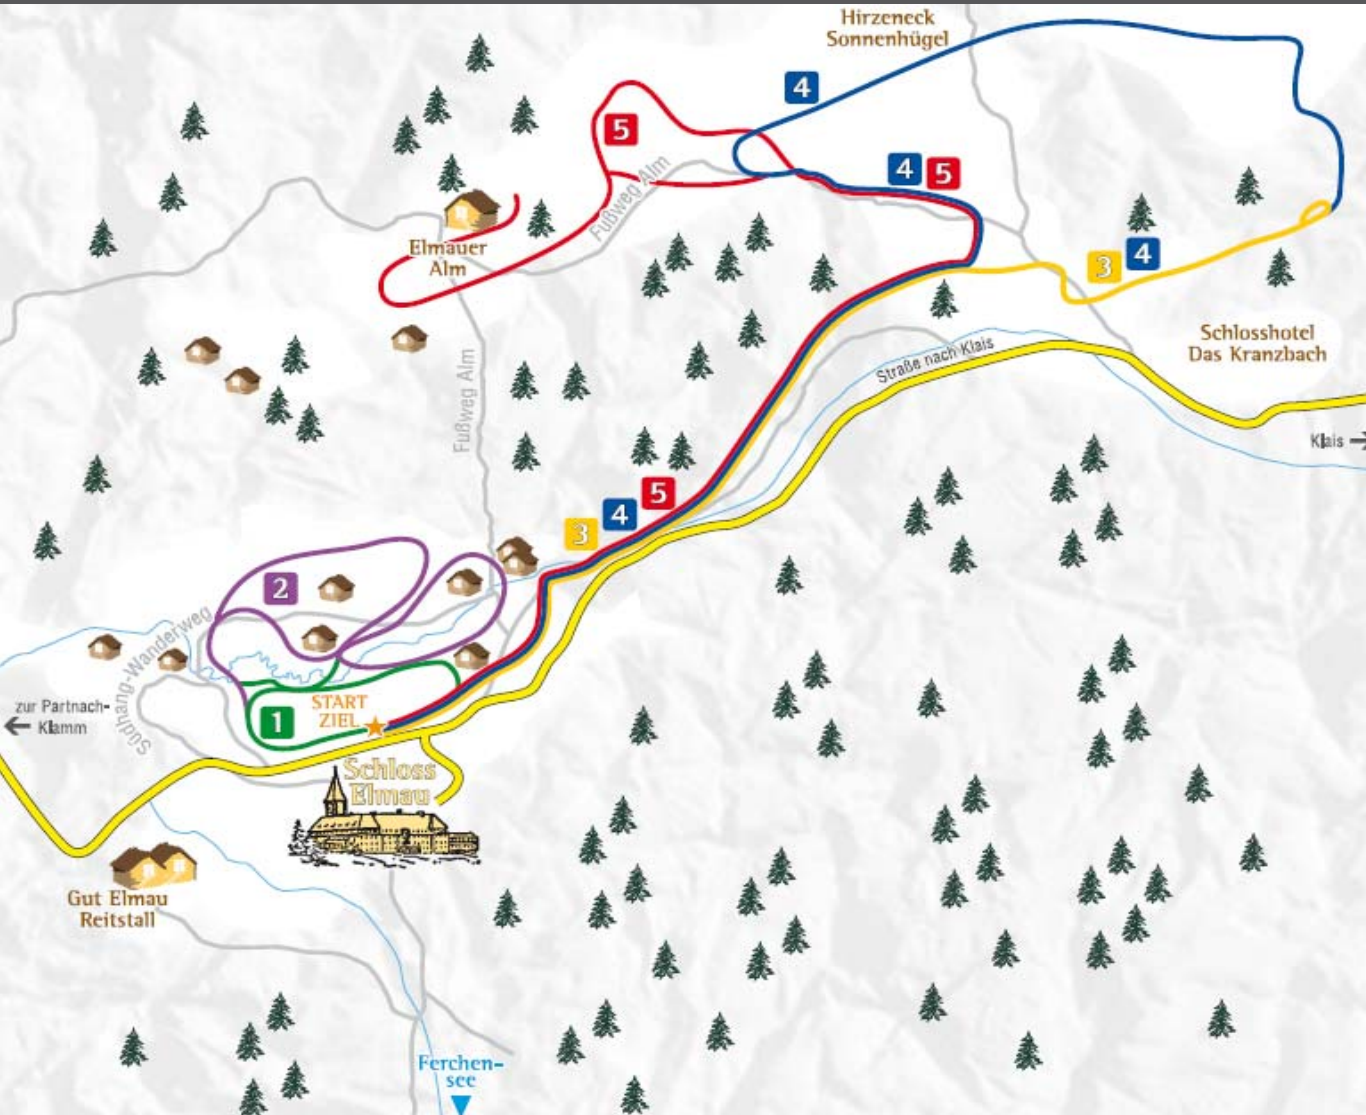 Hirzeneck
Sonnenhügel
4
5
4 5
Fußweg Alm
Elmauer
Alm
3 4
Schlosshotel
Das Kranzbach
Straße nach Klais
Klais
Fußweg Alm
3 4 5
2
Südhang-Wanderweg
zur Partnach-
Klamm
1
START
ZIEL
Schloss
Elmau
Gut Elmau
Reitstall
Ferchen-
see